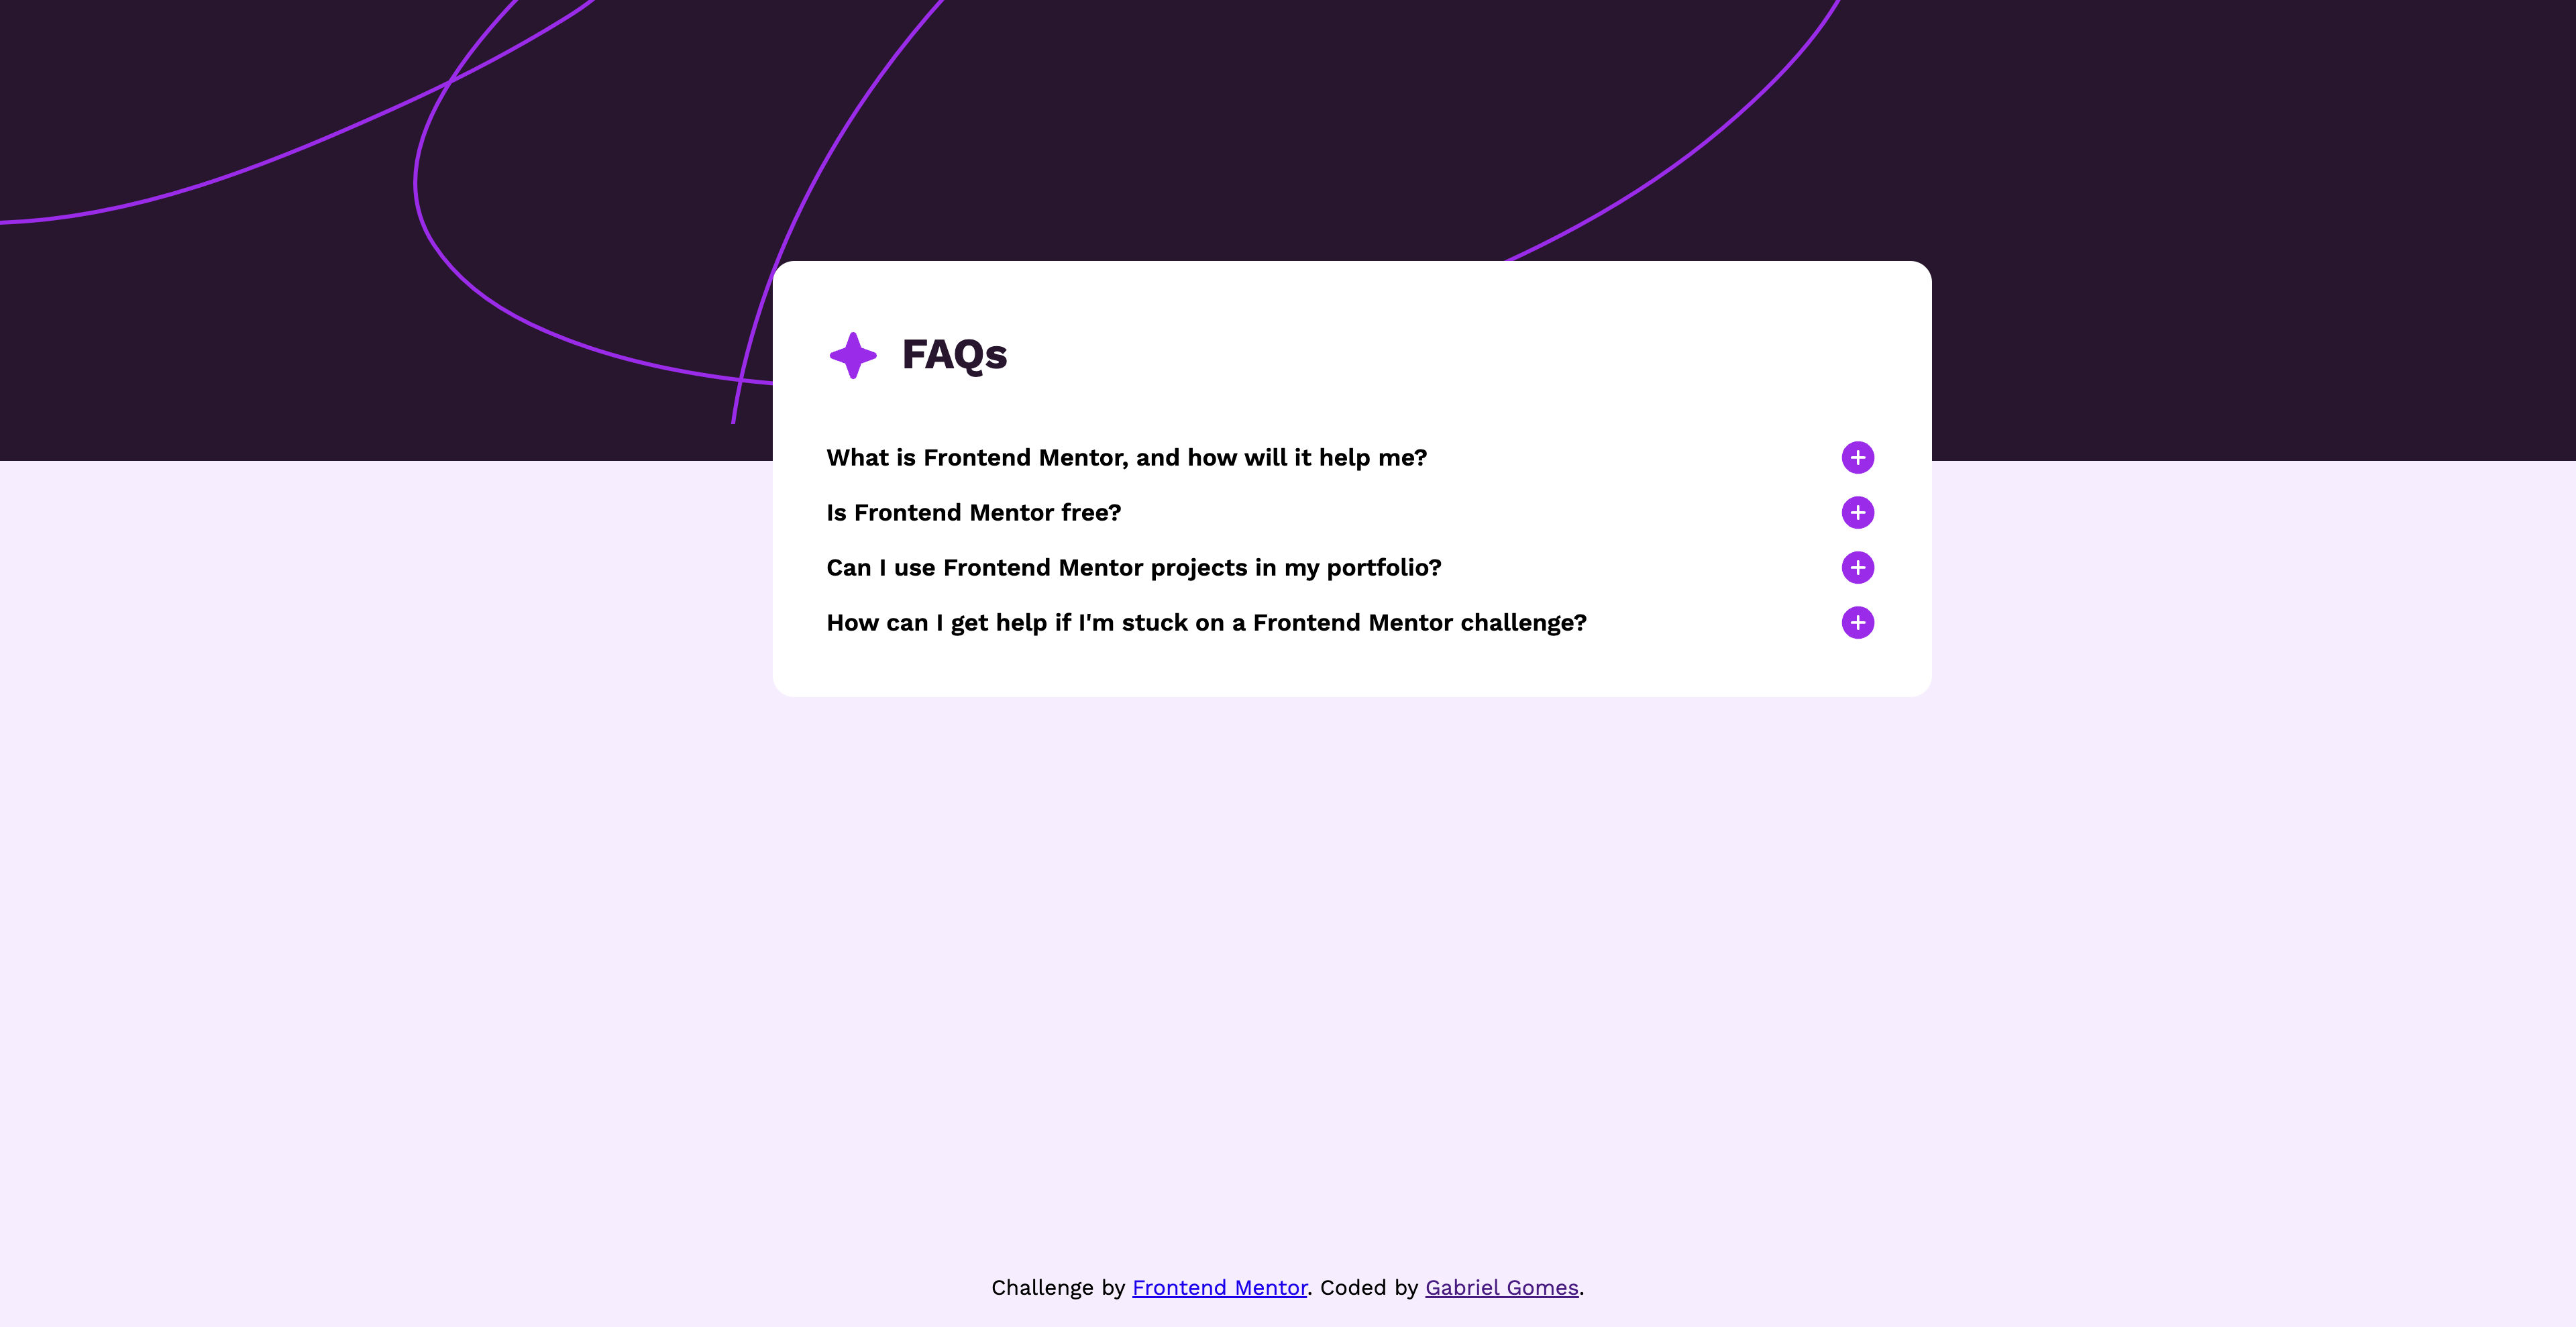 FAQs
What is Frontend Mentor, and how will it help me?
Is Frontend Mentor free?
Can I use Frontend Mentor projects in my portfolio?
How can I get help if I'm stuck on a Frontend Mentor challenge?
Challenge by Frontend Mentor. Coded by Gabriel Gomes.